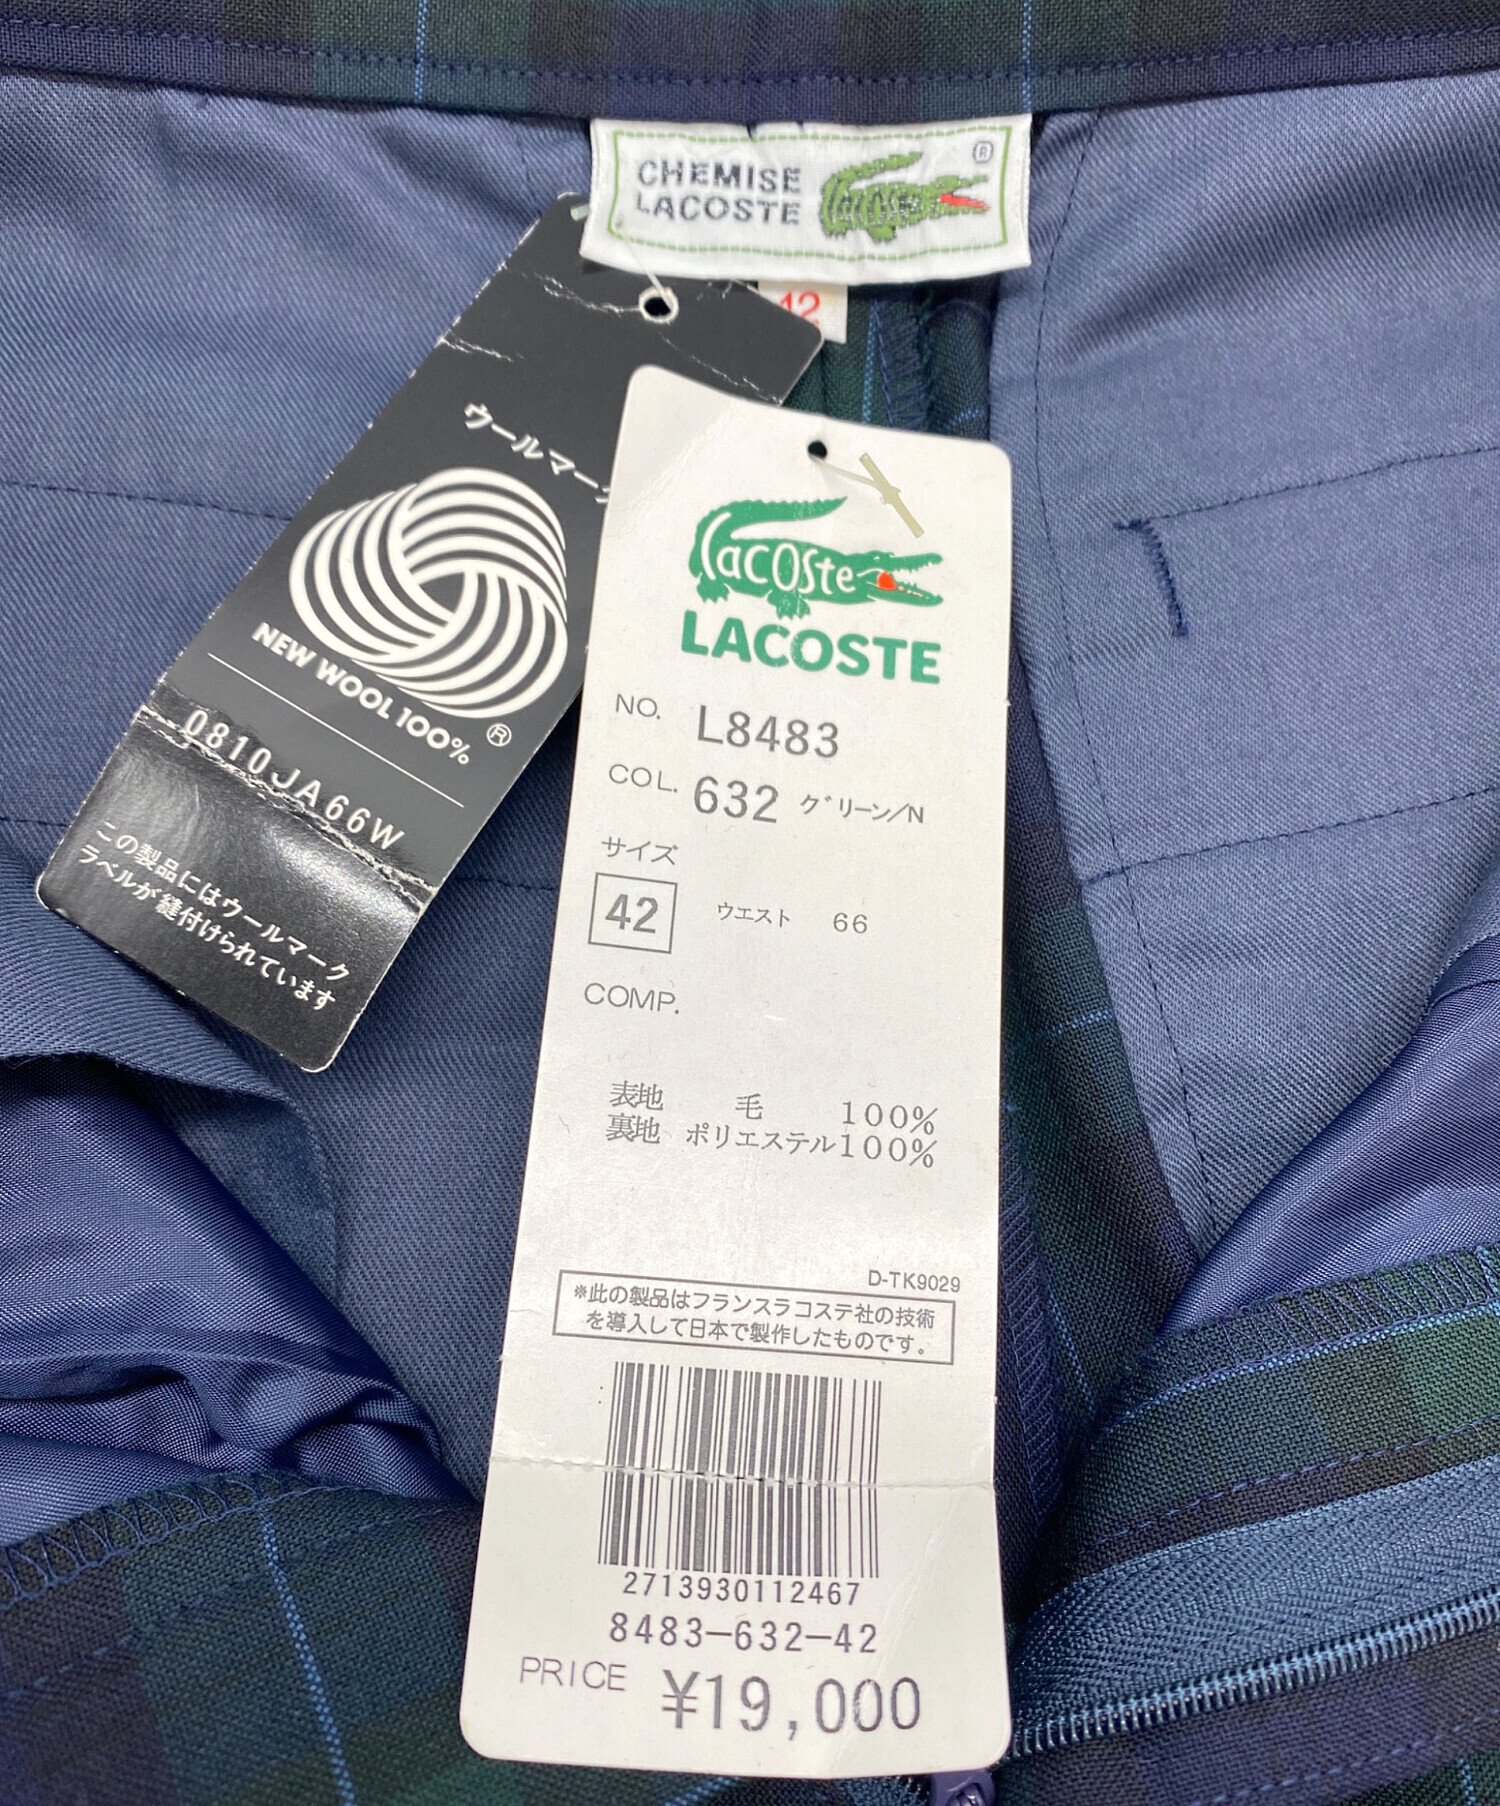 CHEMISE
LACOSTE
Lacoste
®
42
ウールマーク
NEW WOOL 100%
®
0810JA66W
この製品にはウールマーク
ラベルが縫付けられています
Lacoste
LACOSTE
NO. L8483
COL. 632 グリーン/N
サイズ
42 ウエスト 66
COMP.
表地 毛 100%
裏地 ポリエステル100%
D-TK9029
※此の製品はフランスラコステ社の技術
を導入して日本で製作したものです。
2713930112467
8483-632-42
PRICE ¥19,000